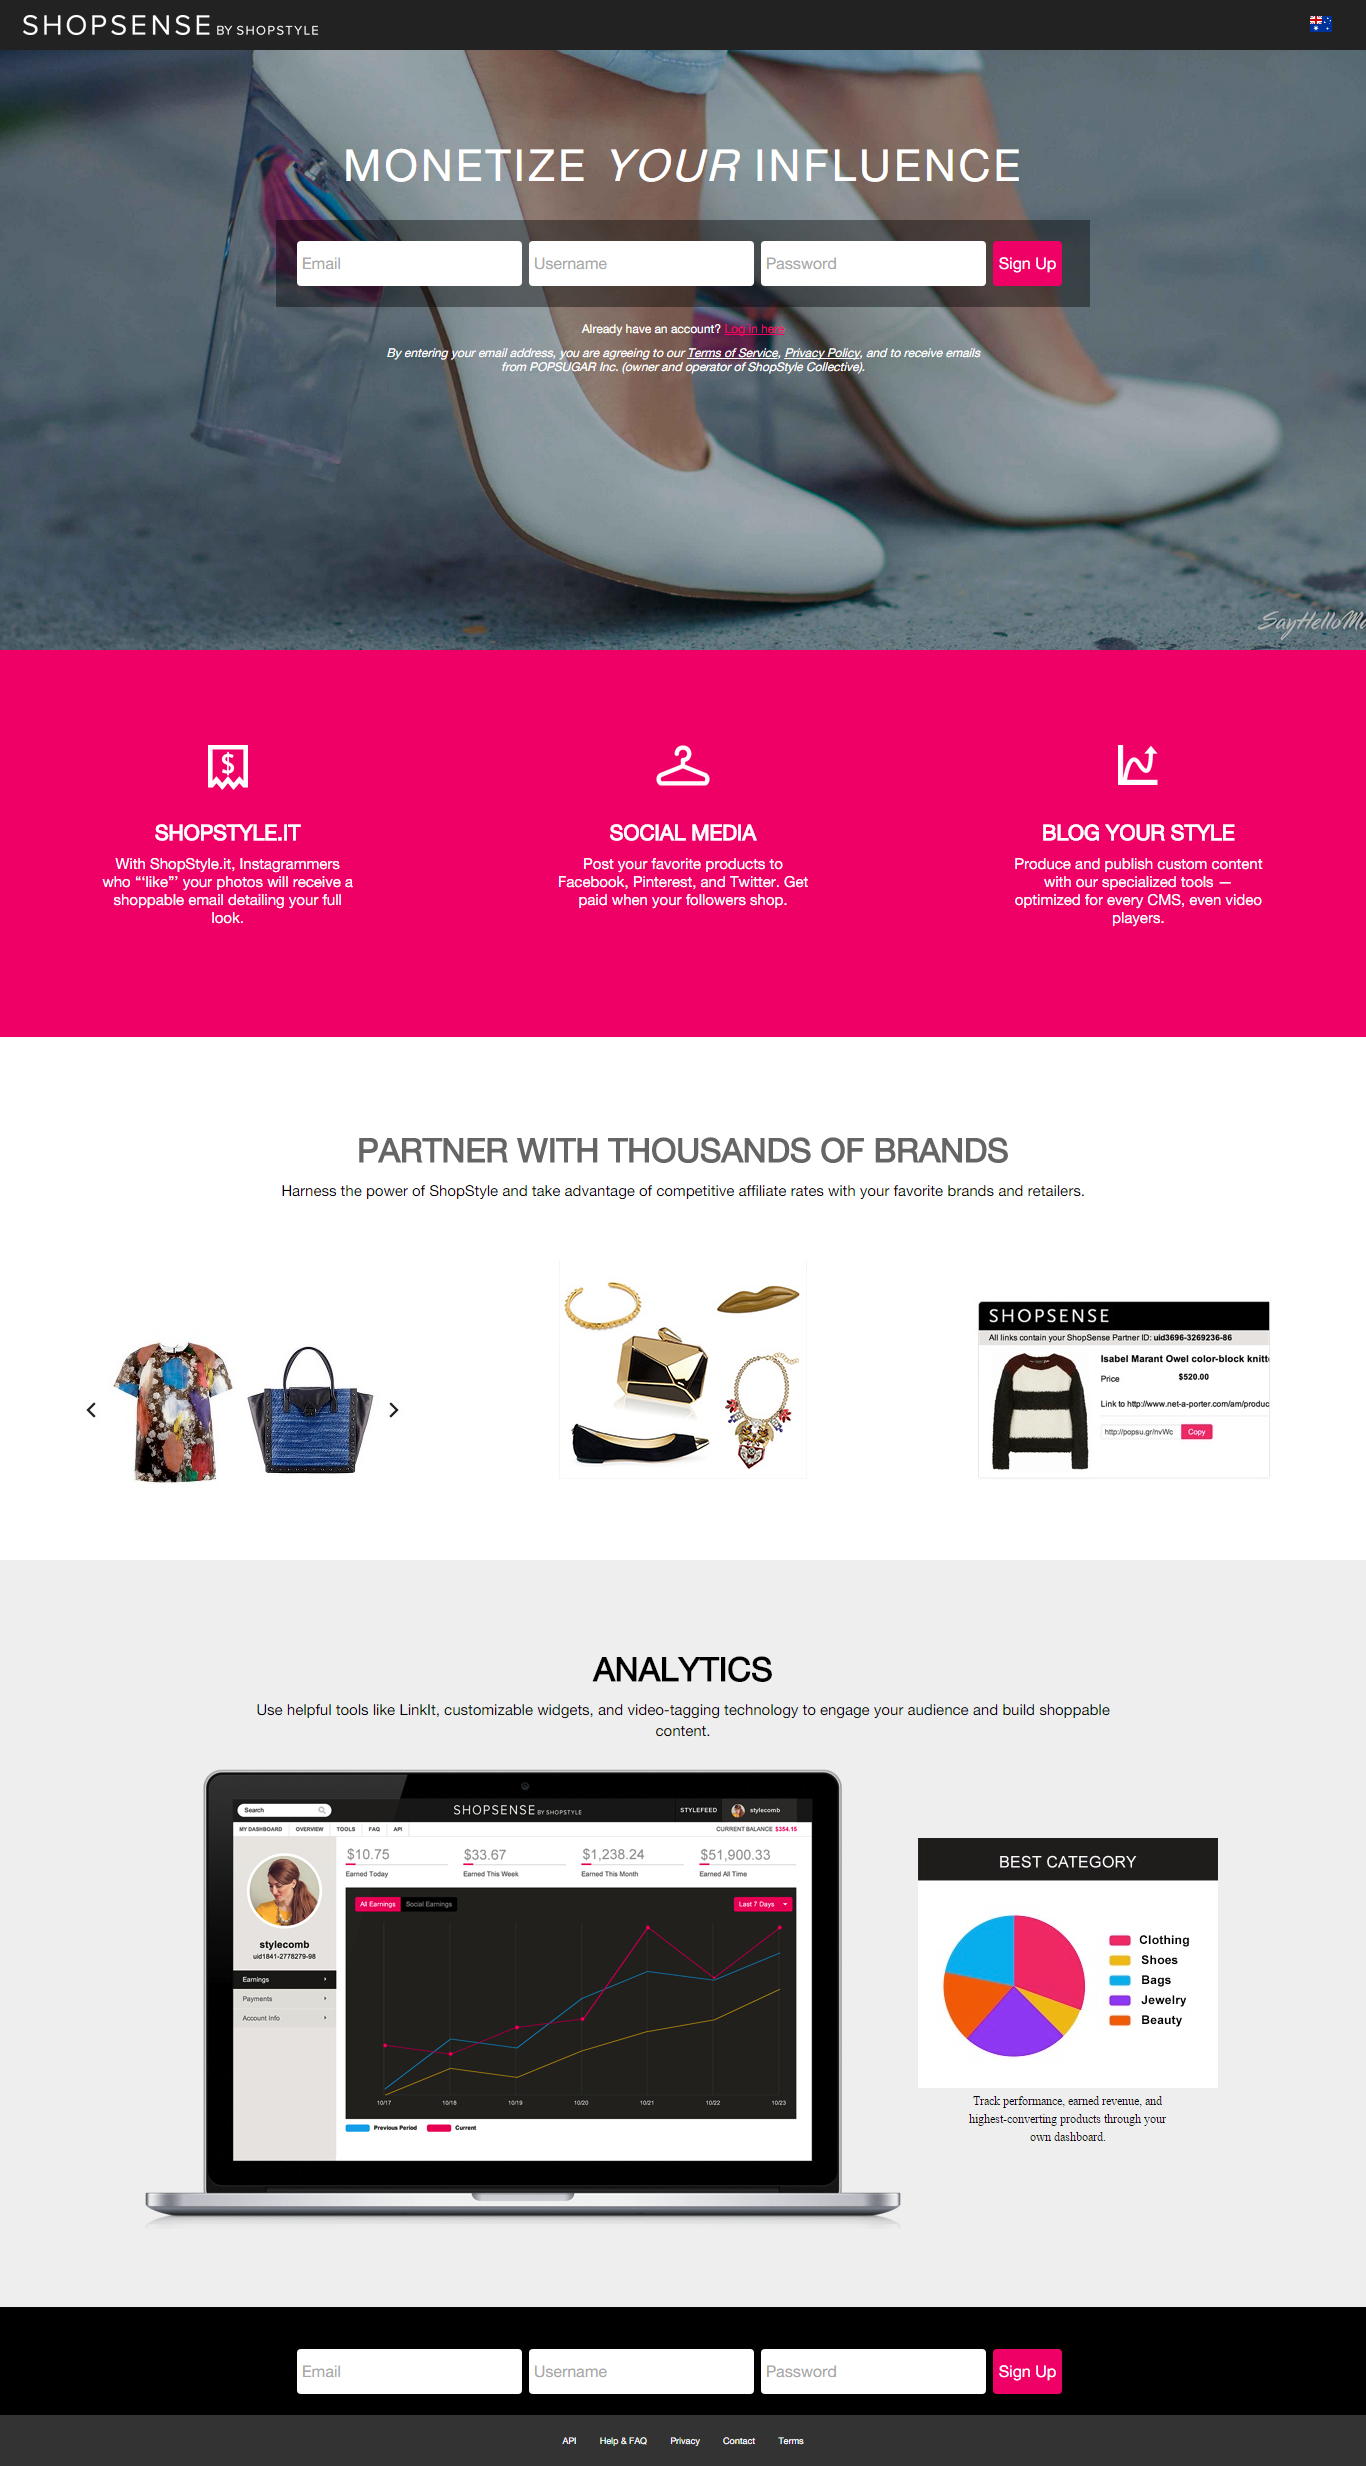 SHOPSENSE BY SHOPSTYLE
MONETIZE YOUR INFLUENCE
Email
Username
Password
Sign Up
Already have an account? Log in here
By entering your email address, you are agreeing to our Terms of Service, Privacy Policy, and to receive emails
from POPSUGAR Inc. (owner and operator of ShopStyle Collective).
SHOPSTYLE.IT
With ShopStyle.it, Instagrammers
who “‘like”’ your photos will receive a
shoppable email detailing your full
look.
SOCIAL MEDIA
Post your favorite products to
Facebook, Pinterest, and Twitter. Get
paid when your followers shop.
BLOG YOUR STYLE
Produce and publish custom content
with our specialized tools —
optimized for every CMS, even video
players.
PARTNER WITH THOUSANDS OF BRANDS
Harness the power of ShopStyle and take advantage of competitive affiliate rates with your favorite brands and retailers.
SHOPSENSE
All links contain your ShopSense Partner ID: uid3696-3269236-86
Isabel Marant Owel color-block knitt
Price $520.00
Link to http://www.net-a-porter.com/am/produc
http://popsu.gr/nvWc Copy
ANALYTICS
Use helpful tools like LinkIt, customizable widgets, and video-tagging technology to engage your audience and build shoppable
content.
Search
SHOPSENSE BY SHOPSTYLE
STYLEFEED
stylecomb
MY DASHBOARD OVERVIEW TOOLS FAQ API
CURRENT BALANCE $354.15
$10.75 $33.67 $1,238.24 $51,900.33
Earned Today Earned This Week Earned This Month Earned All Time
stylecomb
uid1841-2778279-98
Earnings
Payments
Account Info
All Earnings Social Earnings Last 7 Days
10/17 10/18 10/19 10/20 10/21 10/22 10/23
Previous Period Current
BEST CATEGORY
Clothing
Shoes
Bags
Jewelry
Beauty
Track performance, earned revenue, and
highest-converting products through your
own dashboard.
Email
Username
Password
Sign Up
API Help & FAQ Privacy Contact Terms